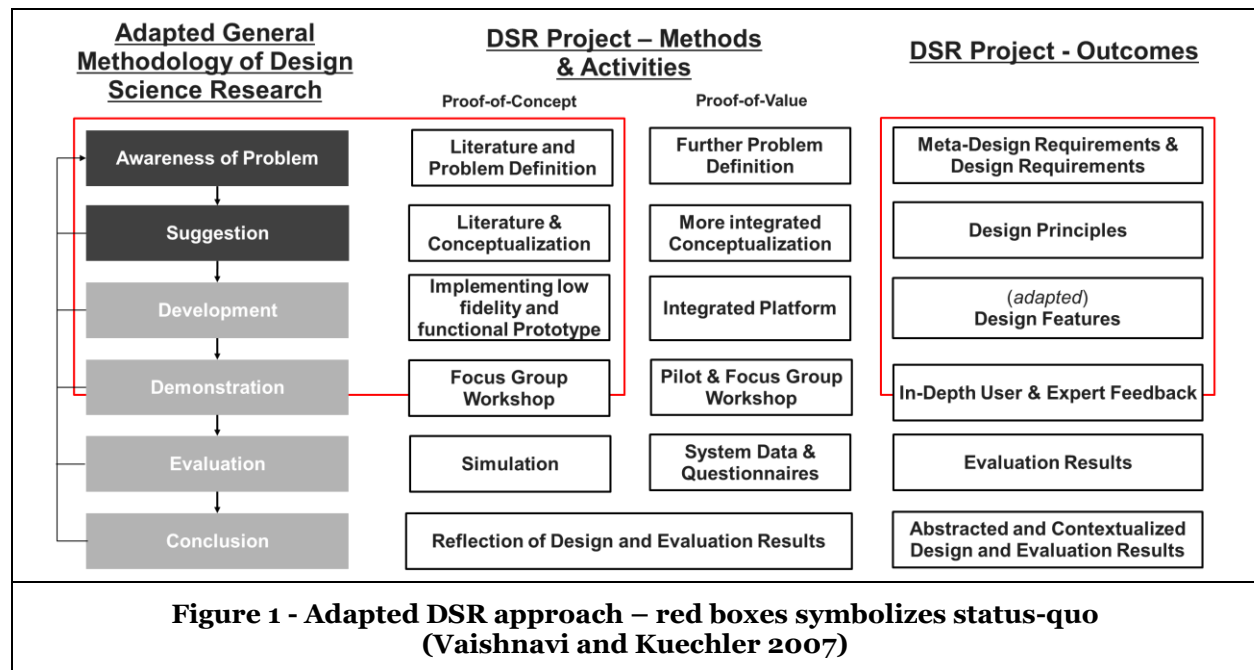 Adapted General
Methodology of Design
Science Research
DSR Project – Methods
& Activities
DSR Project - Outcomes
Proof-of-Concept
Proof-of-Value
Awareness of Problem
Literature and
Problem Definition
Further Problem
Definition
Meta-Design Requirements &
Design Requirements
Suggestion
Literature &
Conceptualization
More integrated
Conceptualization
Design Principles
Development
Implementing low
fidelity and
functional Prototype
Integrated Platform
(adapted)
Design Features
Demonstration
Focus Group
Workshop
Pilot & Focus Group
Workshop
In-Depth User & Expert Feedback
Evaluation
Simulation
System Data &
Questionnaires
Evaluation Results
Conclusion
Reflection of Design and Evaluation Results
Abstracted and Contextualized
Design and Evaluation Results
Figure 1 - Adapted DSR approach – red boxes symbolizes status-quo
(Vaishnavi and Kuechler 2007)